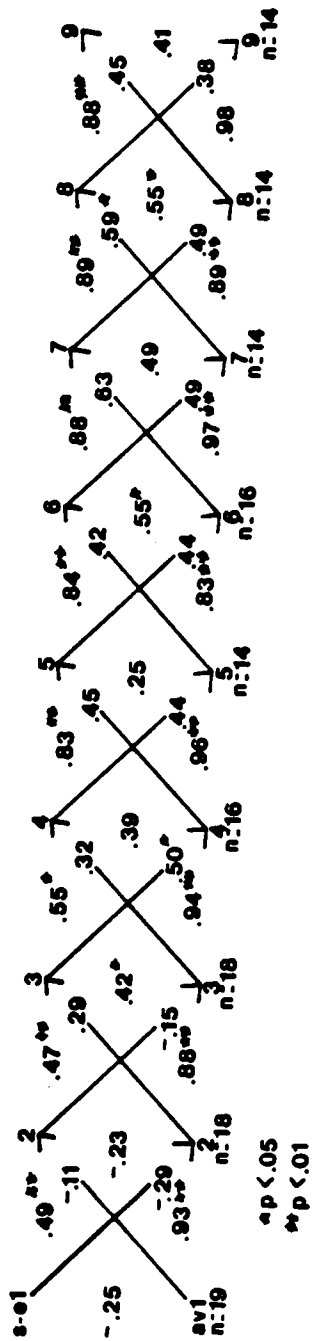 s-e1 2 3 4 5 6 7 8 9
.49** .47** .55* .83** .84** .88** .89** .88**
-.11 .29 .32 .45 .42 .63 .59* .45
-.25 -.23 .42* .39 .25 .55* .49 .55* .41
-.29 -.15 .50* .44 .44 .49 .49 .38
.93** .88** .94** .96** .83** .97** .89** .98
av1 2 3 4 5 6 7 8 9
n=19 n=18 n=18 n=16 n=14 n=16 n=14 n=14 n=14
*p <.05
**p <.01